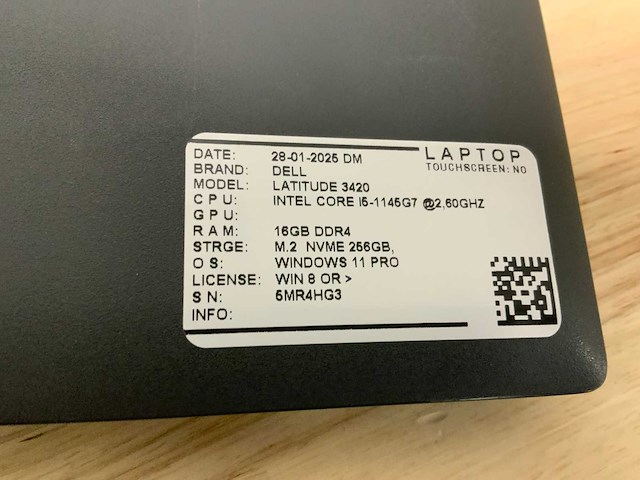 LAPTOP
TOUCHSCREEN: NO
DATE: 28-01-2025 DM
BRAND: DELL
MODEL: LATITUDE 3420
CPU: INTEL CORE I5-1145G7 @2,60GHZ
GPU:
RAM: 16GB DDR4
STRGE: M.2 NVME 256GB,
OS: WINDOWS 11 PRO
LICENSE: WIN 8 OR >
SN: 5MR4HG3
INFO: